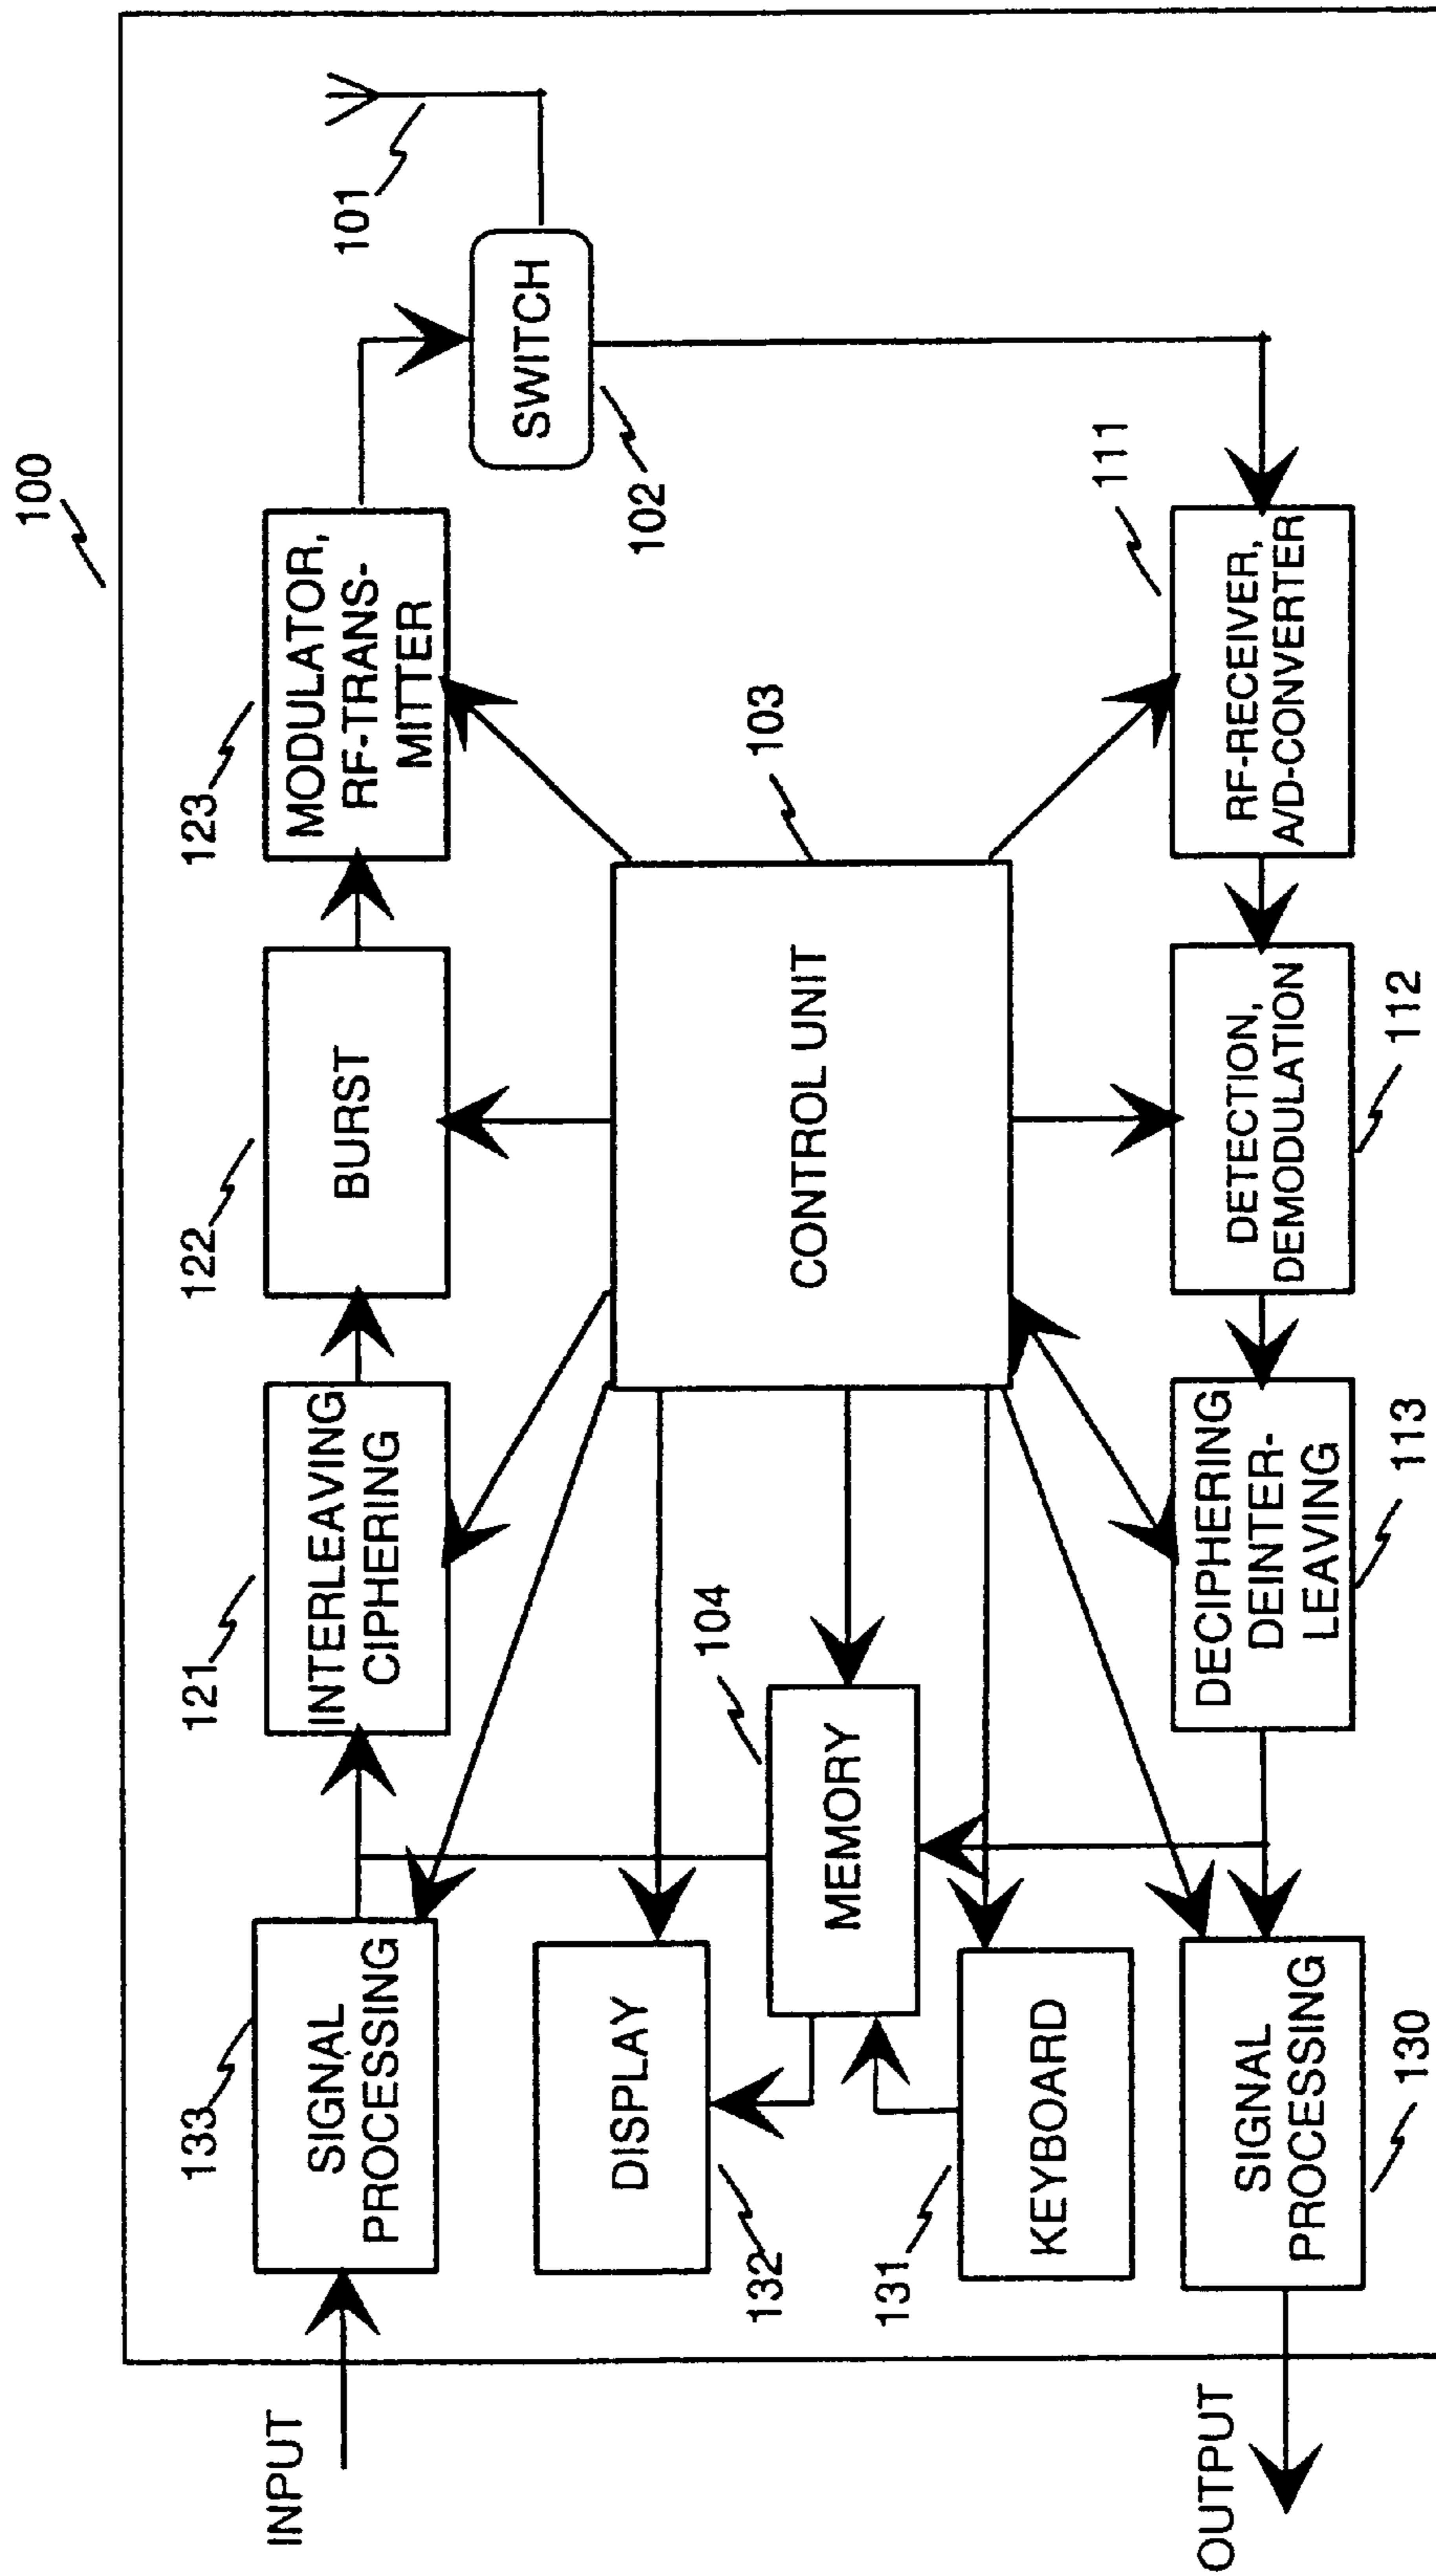 100
133
121
122
123
101
SIGNAL
PROCESSING
INTERLEAVING
CIPHERING
BURST
MODULATOR,
RF-TRANS-
MITTER
INPUT
SWITCH
102
DISPLAY
132
104
103
MEMORY
CONTROL UNIT
131
KEYBOARD
111
SIGNAL
PROCESSING
DECIPHERING
DEINTER-
LEAVING
DETECTION,
DEMODULATION
RF-RECEIVER,
A/D-CONVERTER
OUTPUT
130
113
112